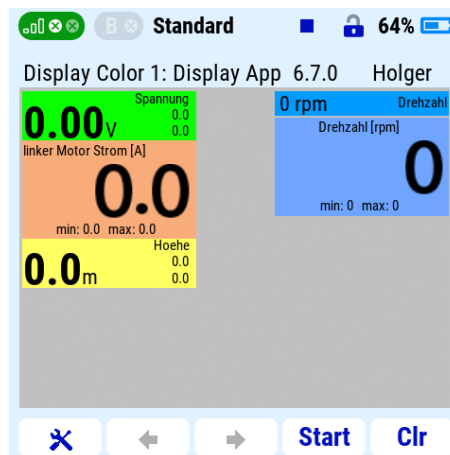 B Standard 64%
Display Color 1: Display App 6.7.0 Holger
Spannung
0.00V
0.0
0.0
linker Motor Strom [A]
0.0
min: 0.0 max: 0.0
Hoehe
0.0m
0.0
0.0
0 rpm Drehzahl
Drehzahl [rpm]
0
min: 0 max: 0
Start Clr